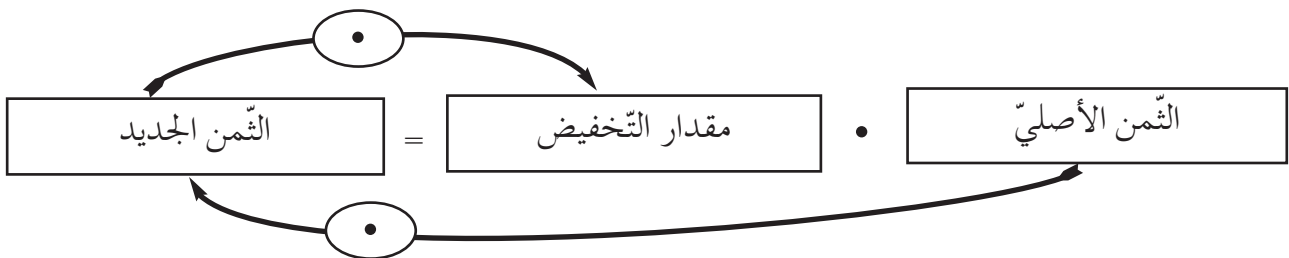 الثّمن الأصليّ • مقدار التّخفيض = الثّمن الجديد